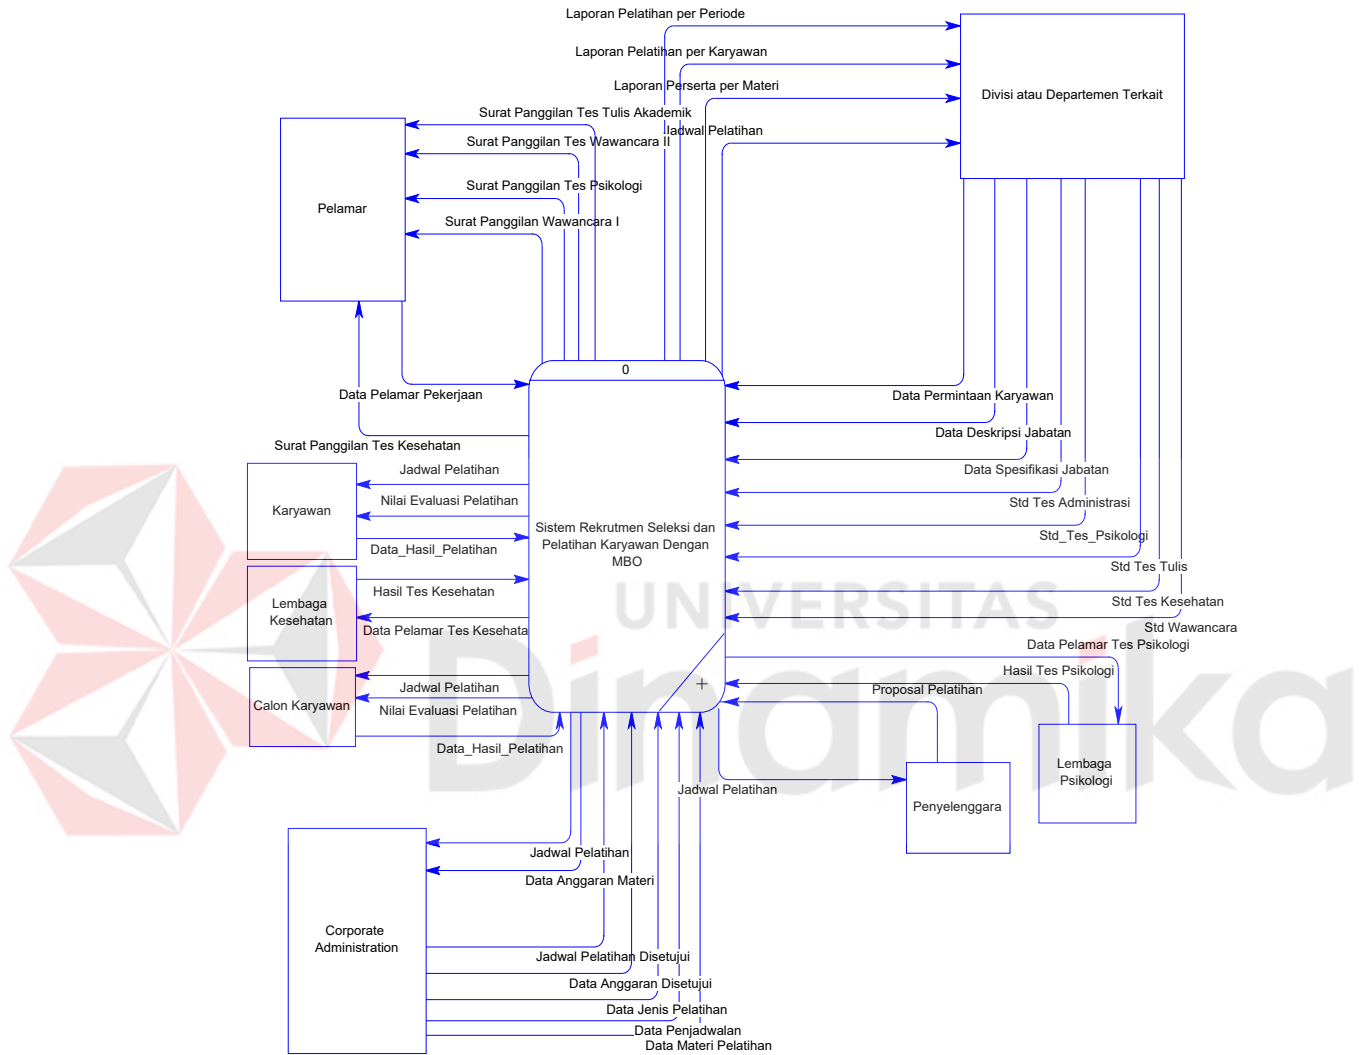 Laporan Pelatihan per Periode
Laporan Pelatihan per Karyawan
Laporan Perserta per Materi
Divisi atau Departemen Terkait
Surat Panggilan Tes Tulis Akademik
Jadwal Pelatihan
Surat Panggilan Tes Wawancara II
Surat Panggilan Tes Psikologi
Pelamar
Surat Panggilan Wawancara I
0
Data Pelamar Pekerjaan
Data Permintaan Karyawan
Data Deskripsi Jabatan
Surat Panggilan Tes Kesehatan
Jadwal Pelatihan
Data Spesifikasi Jabatan
Nilai Evaluasi Pelatihan
Std Tes Administrasi
Karyawan
Sistem Rekrutmen Seleksi dan
Pelatihan Karyawan Dengan
MBO
Std_Tes_Psikologi
Data_Hasil_Pelatihan
Std Tes Tulis
Hasil Tes Kesehatan
Lembaga
Kesehatan
Std Tes Kesehatan
UNIVERSITAS
Dinamika
Data Pelamar Tes Kesehata
Std Wawancara
Data Pelamar Tes Psikologi
Hasil Tes Psikologi
Jadwal Pelatihan
Proposal Pelatihan
Calon Karyawan
Nilai Evaluasi Pelatihan
Data_Hasil_Pelatihan
Lembaga
Psikologi
Jadwal Pelatihan
Penyelenggara
Jadwal Pelatihan
Data Anggaran Materi
Corporate
Administration
Jadwal Pelatihan Disetujui
Data Anggaran Disetujui
Data Jenis Pelatihan
Data Penjadwalan
Data Materi Pelatihan